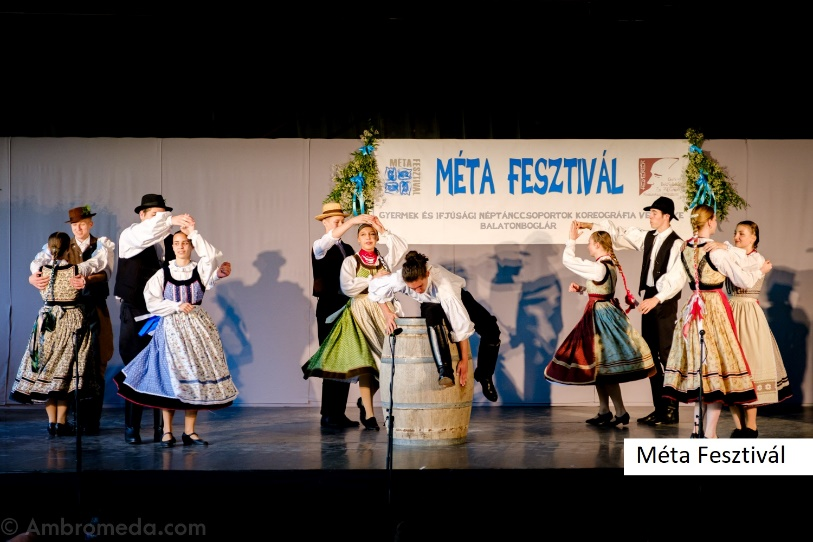 MÉTA
FESZTIVÁL
MÉTA FESZTIVÁL
GYERMEK ÉS IFJÚSÁGI NÉPTÁNCCSOPORTOK KOREOGRÁFIA
BALATONBOGLÁR
Méta Fesztivál
© Ambromeda.com